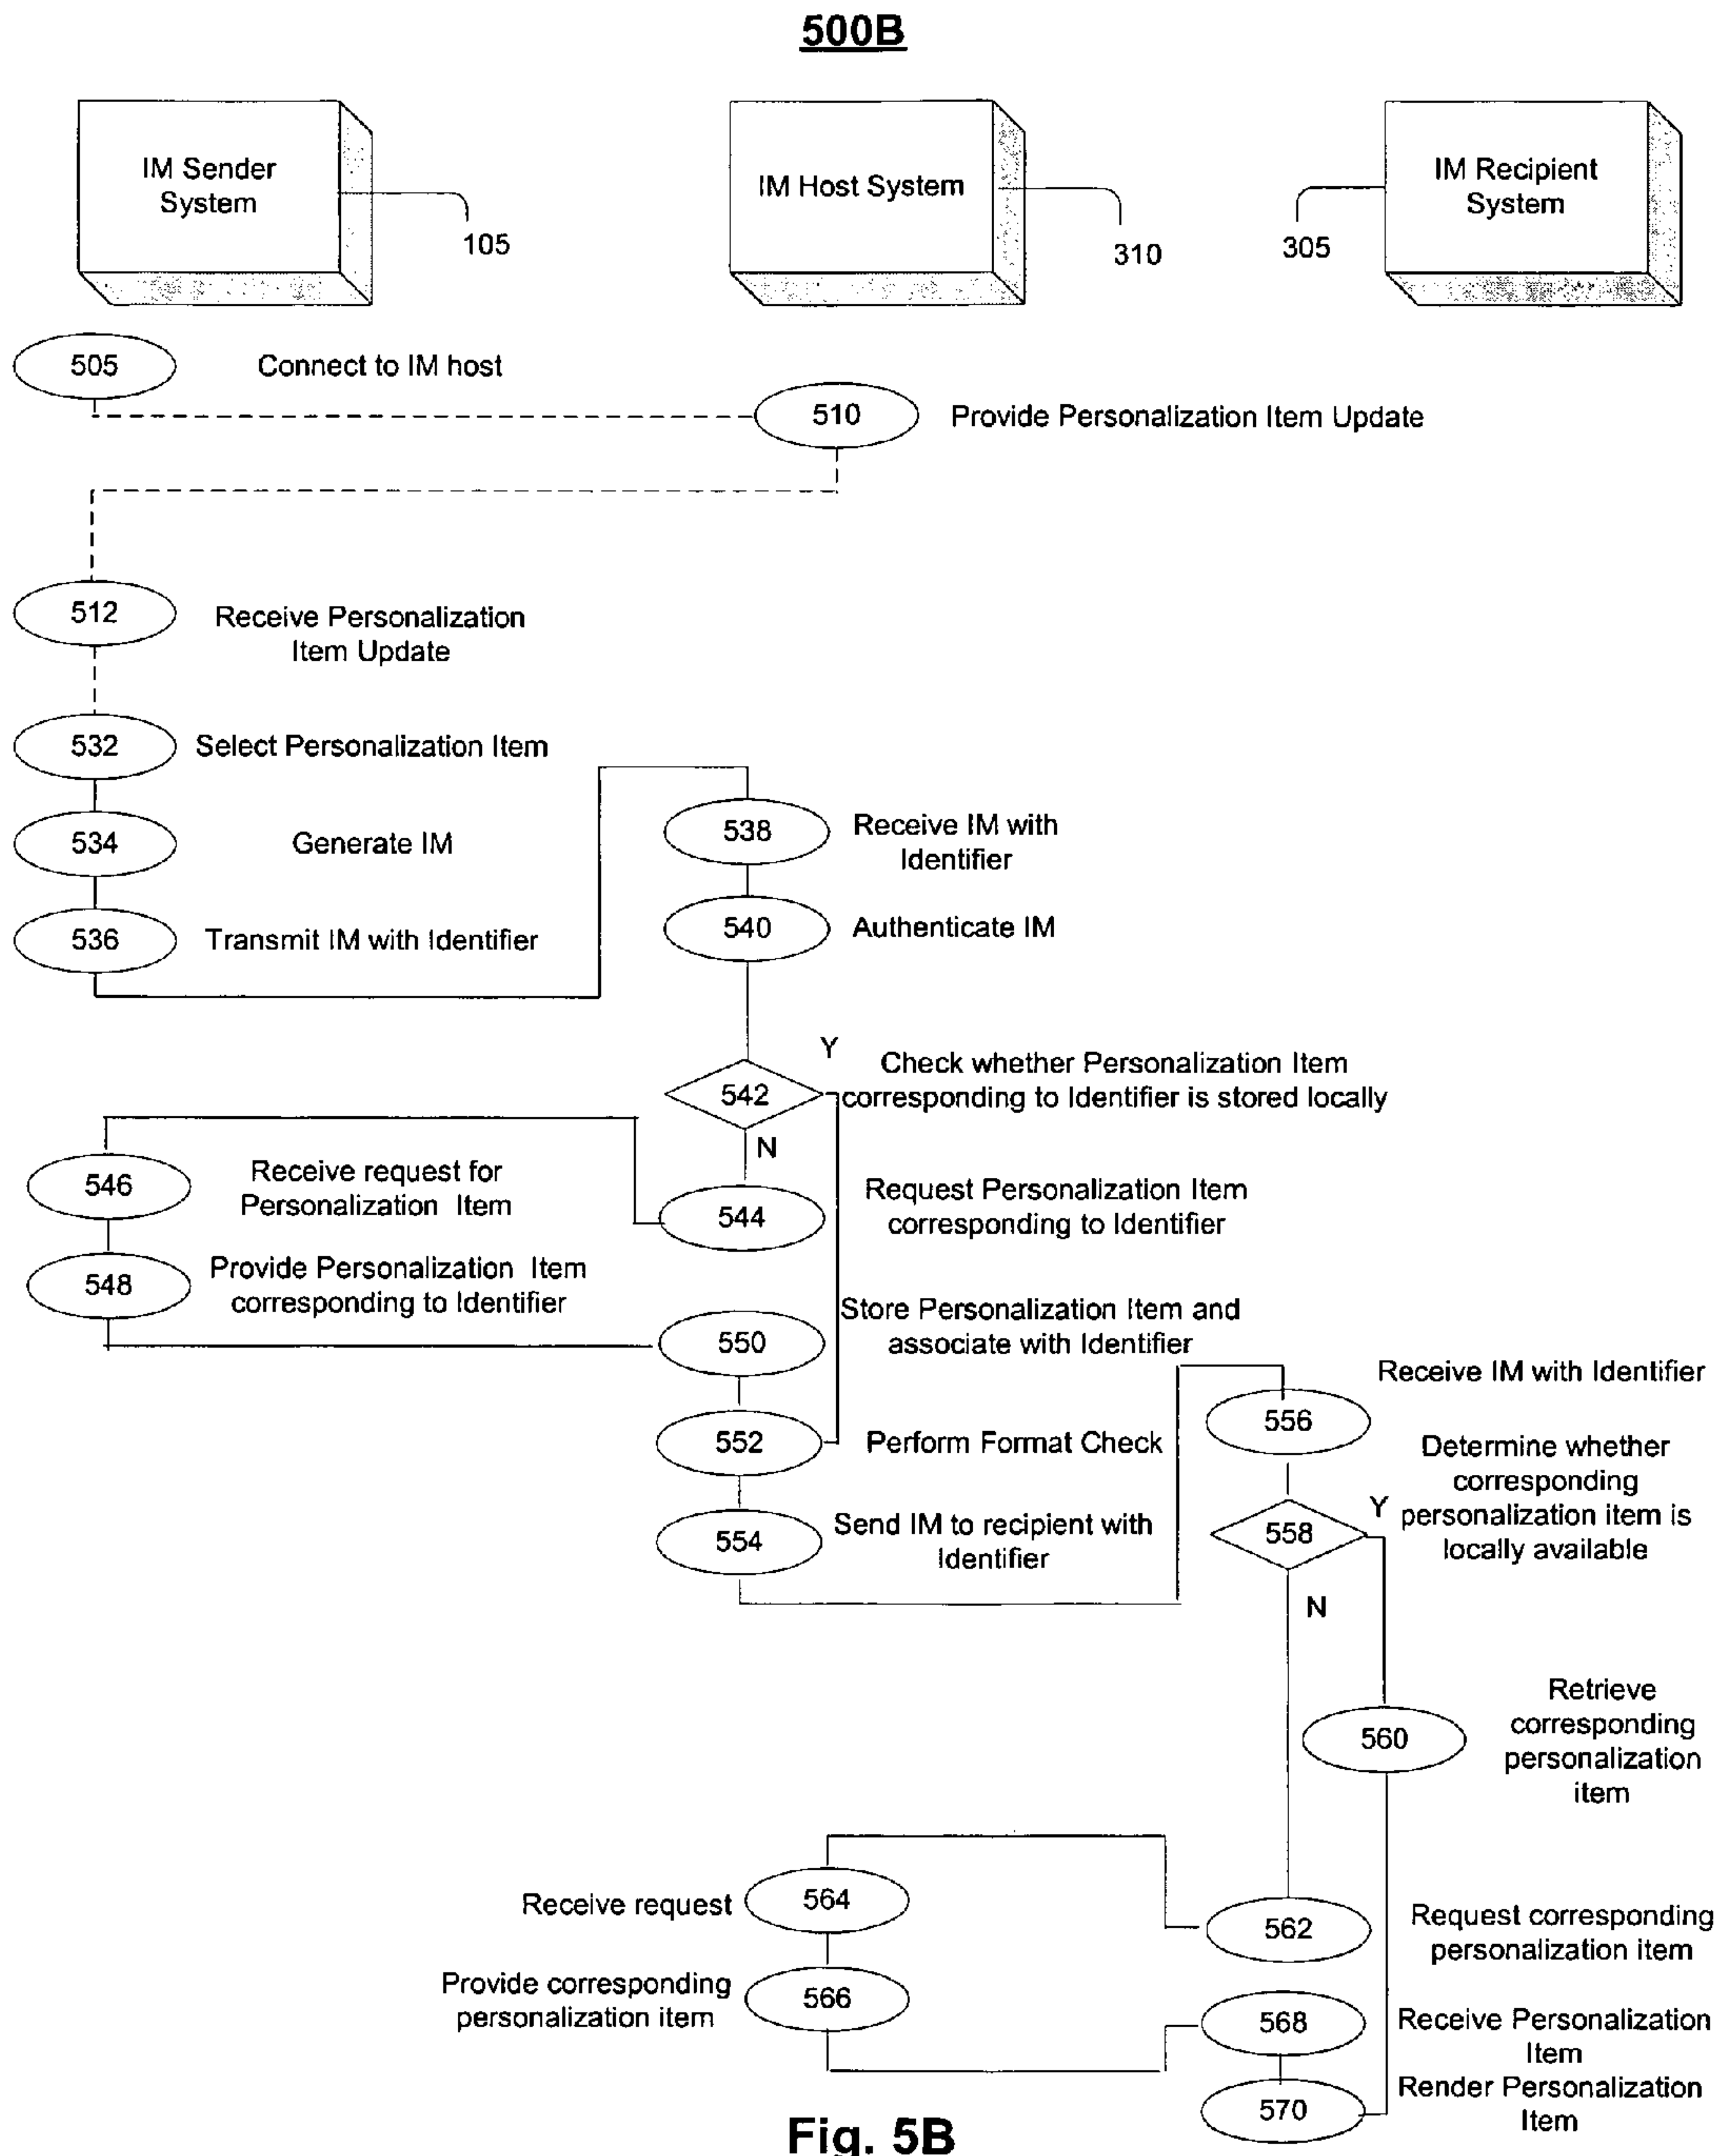 500B
IM Sender
System
IM Host System
IM Recipient
System
105
310
305
505
Connect to IM host
510
Provide Personalization Item Update
512
Receive Personalization
Item Update
532
Select Personalization Item
534
Generate IM
536
Transmit IM with Identifier
538
Receive IM with
Identifier
540
Authenticate IM
Y
542
Check whether Personalization Item
corresponding to Identifier is stored locally
N
546
Receive request for
Personalization Item
544
Request Personalization Item
corresponding to Identifier
548
Provide Personalization Item
corresponding to Identifier
550
Store Personalization Item and
associate with Identifier
552
Perform Format Check
554
Send IM to recipient with
Identifier
556
Receive IM with Identifier
558
Y
Determine whether
corresponding
personalization item is
locally available
N
560
Retrieve
corresponding
personalization
item
562
Request corresponding
personalization item
Receive request
564
Provide corresponding
personalization item
566
568
Receive Personalization
Item
570
Render Personalization
Item
Fig. 5B